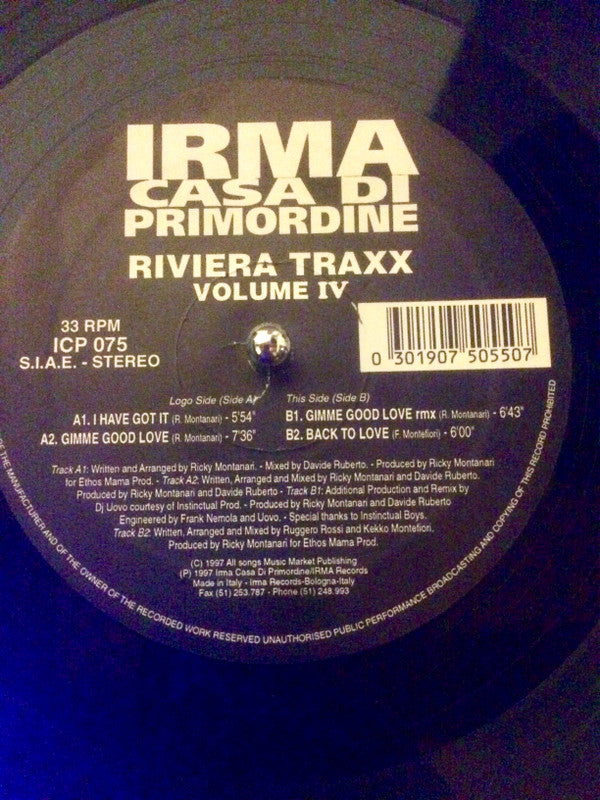 IRMA
CASA DI
PRIMORDINE
RIVIERA TRAXX
VOLUME IV
33 RPM
ICP 075
S.I.A.E. - STEREO
0 301907 505507
Logo Side (Side A)
A1. I HAVE GOT IT (R. Montanari) - 5'54"
A2. GIMME GOOD LOVE (R. Montanari) - 7'36"
This Side (Side B)
B1. GIMME GOOD LOVE rmx (R. Montanari) - 6'43"
B2. BACK TO LOVE (F. Montefiori) - 6'00"
Track A1: Written and Arranged by Ricky Montanari. - Mixed by Davide Ruberto. - Produced by Ricky Montanari
for Ethos Mama Prod. - Track A2: Written, Arranged and Mixed by Ricky Montanari and Davide Ruberto.
Produced by Ricky Montanari and Davide Ruberto - Track B1: Additional Production and Remix by
Dj Uovo courtesy of Instinctual Prod. - Produced by Ricky Montanari and Davide Ruberto
Engineered by Frank Nemola and Uovo. - Special thanks to Instinctual Boys.
Track B2: Written, Arranged and Mixed by Ruggero Rossi and Kekko Montefiori.
Produced by Ricky Montanari for Ethos Mama Prod.
(C) 1997 All songs Music Market Publishing
(P) 1997 Irma Casa Di Primordine/IRMA Records
Made in Italy - Irma Records-Bologna-Italy
Fax (51) 253.787 - Phone (51) 248.993
THE MANUFACTURER AND OF THE OWNER OF THE RECORDED WORK RESERVED UNAUTHORISED PUBLIC PERFORMANCE BROADCASTING AND COPYING OF THIS RECORD PROHIBITED